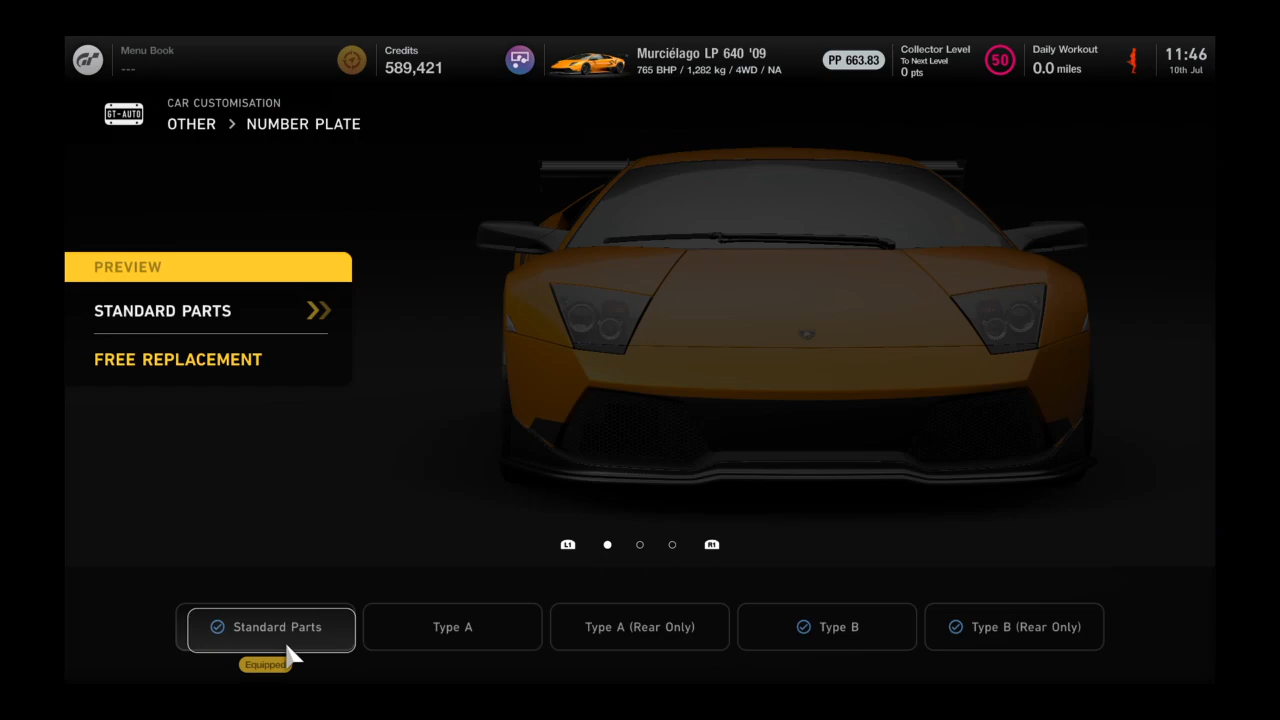 Menu Book
---
Credits
589,421
Murciélago LP 640 '09
765 BHP / 1,282 kg / 4WD / NA
PP 663.83
Collector Level
To Next Level
0 pts
50
Daily Workout
0.0 miles
11:46
10th Jul
GT-AUTO
CAR CUSTOMISATION
OTHER > NUMBER PLATE
PREVIEW
STANDARD PARTS
FREE REPLACEMENT
L1
R1
Standard Parts
Type A
Type A (Rear Only)
Type B
Type B (Rear Only)
Equipped